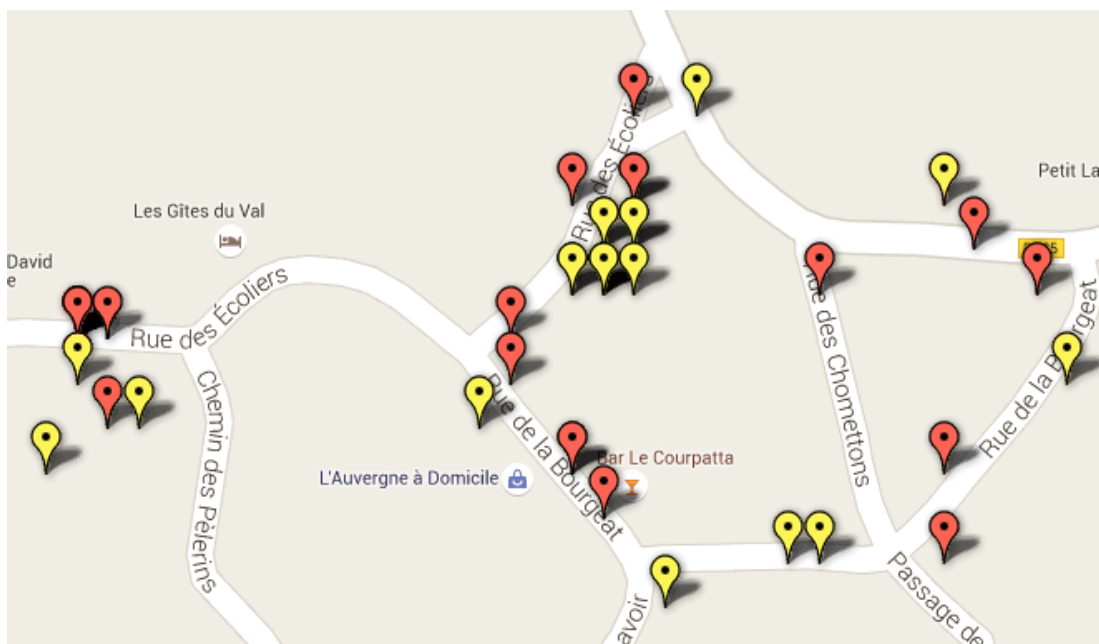 Rue des Écoliers
Petit La
Les Gîtes du Val
David
e
Rue des Écoliers
Rue des Chomettons
Rue de la Bourgeat
Chemin des Pèlerins
Rue de la Bourgeat
Bar Le Courpatta
L'Auvergne à Domicile
Passage de
avoir